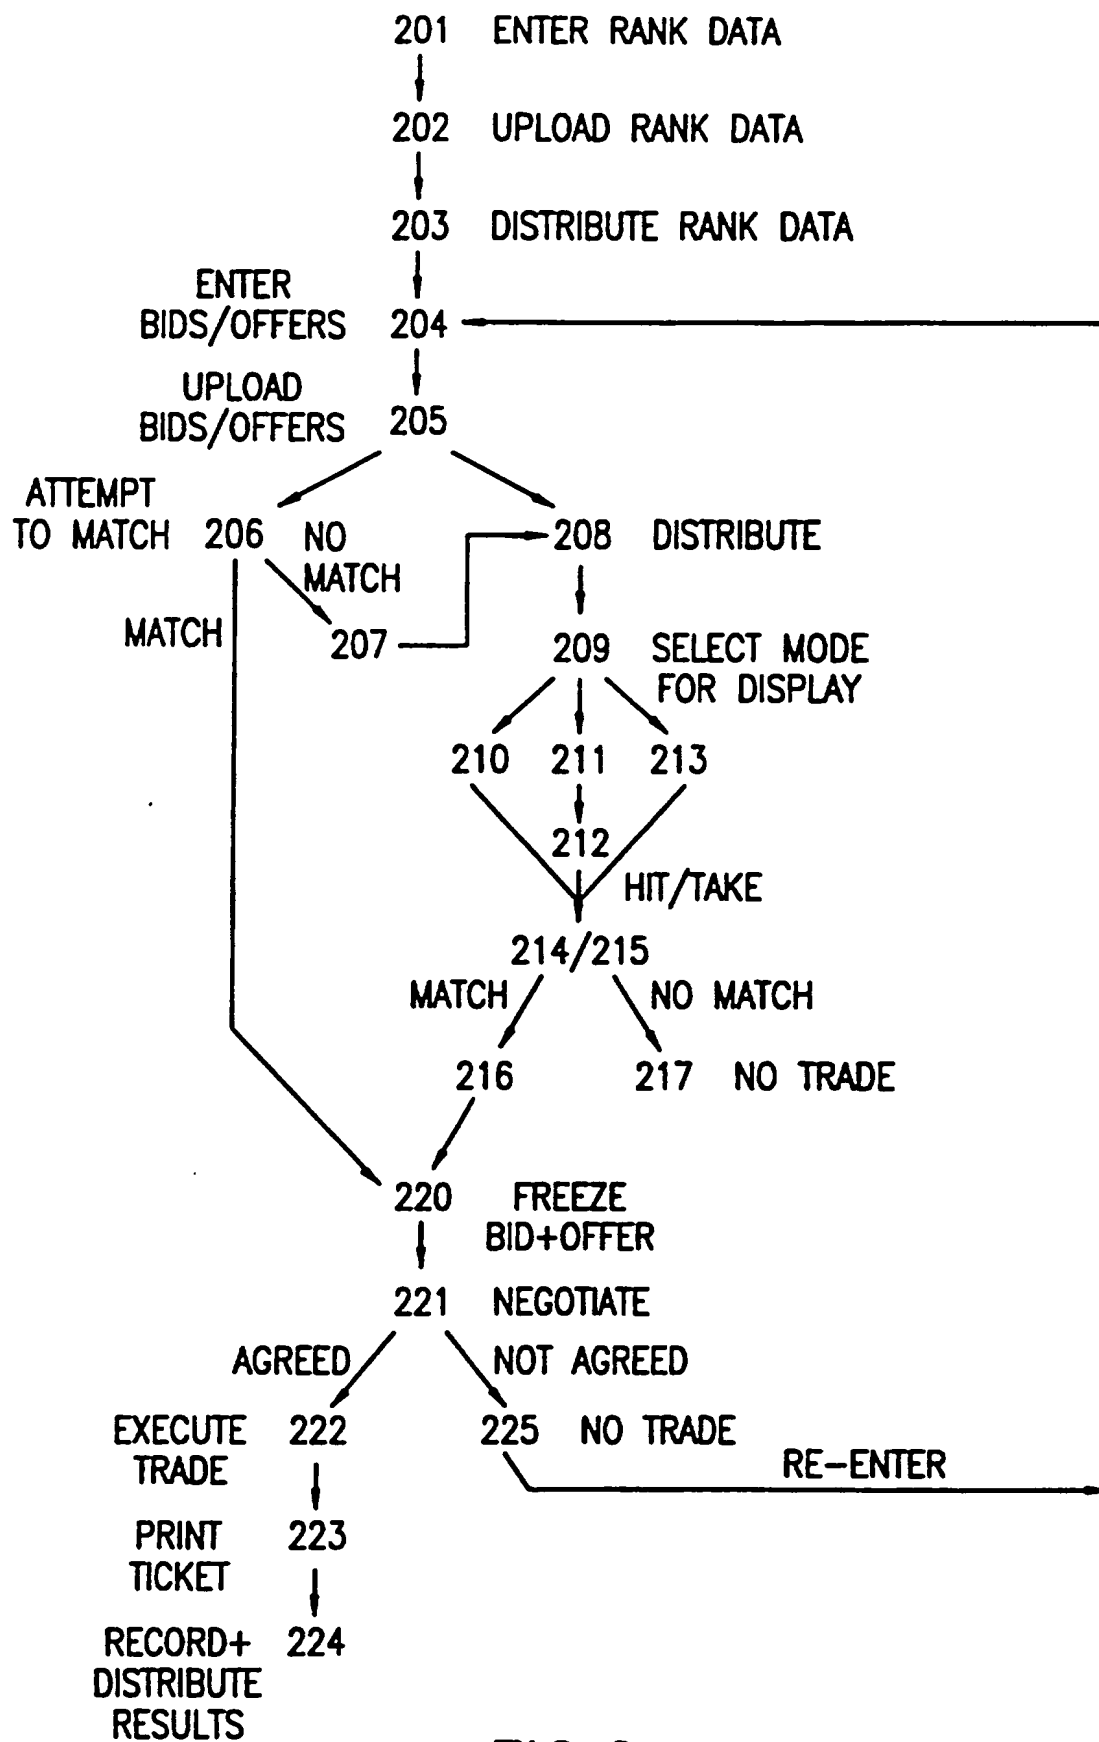 201 ENTER RANK DATA
202 UPLOAD RANK DATA
203 DISTRIBUTE RANK DATA
ENTER
BIDS/OFFERS 204
UPLOAD
BIDS/OFFERS 205
ATTEMPT
TO MATCH 206 NO
MATCH
208 DISTRIBUTE
MATCH
207
209 SELECT MODE
FOR DISPLAY
210 211 213
212
HIT/TAKE
214/215
MATCH NO MATCH
216 217 NO TRADE
220 FREEZE
BID+OFFER
221 NEGOTIATE
AGREED NOT AGREED
EXECUTE 222
TRADE
225 NO TRADE
RE-ENTER
PRINT 223
TICKET
RECORD+ 224
DISTRIBUTE
RESULTS